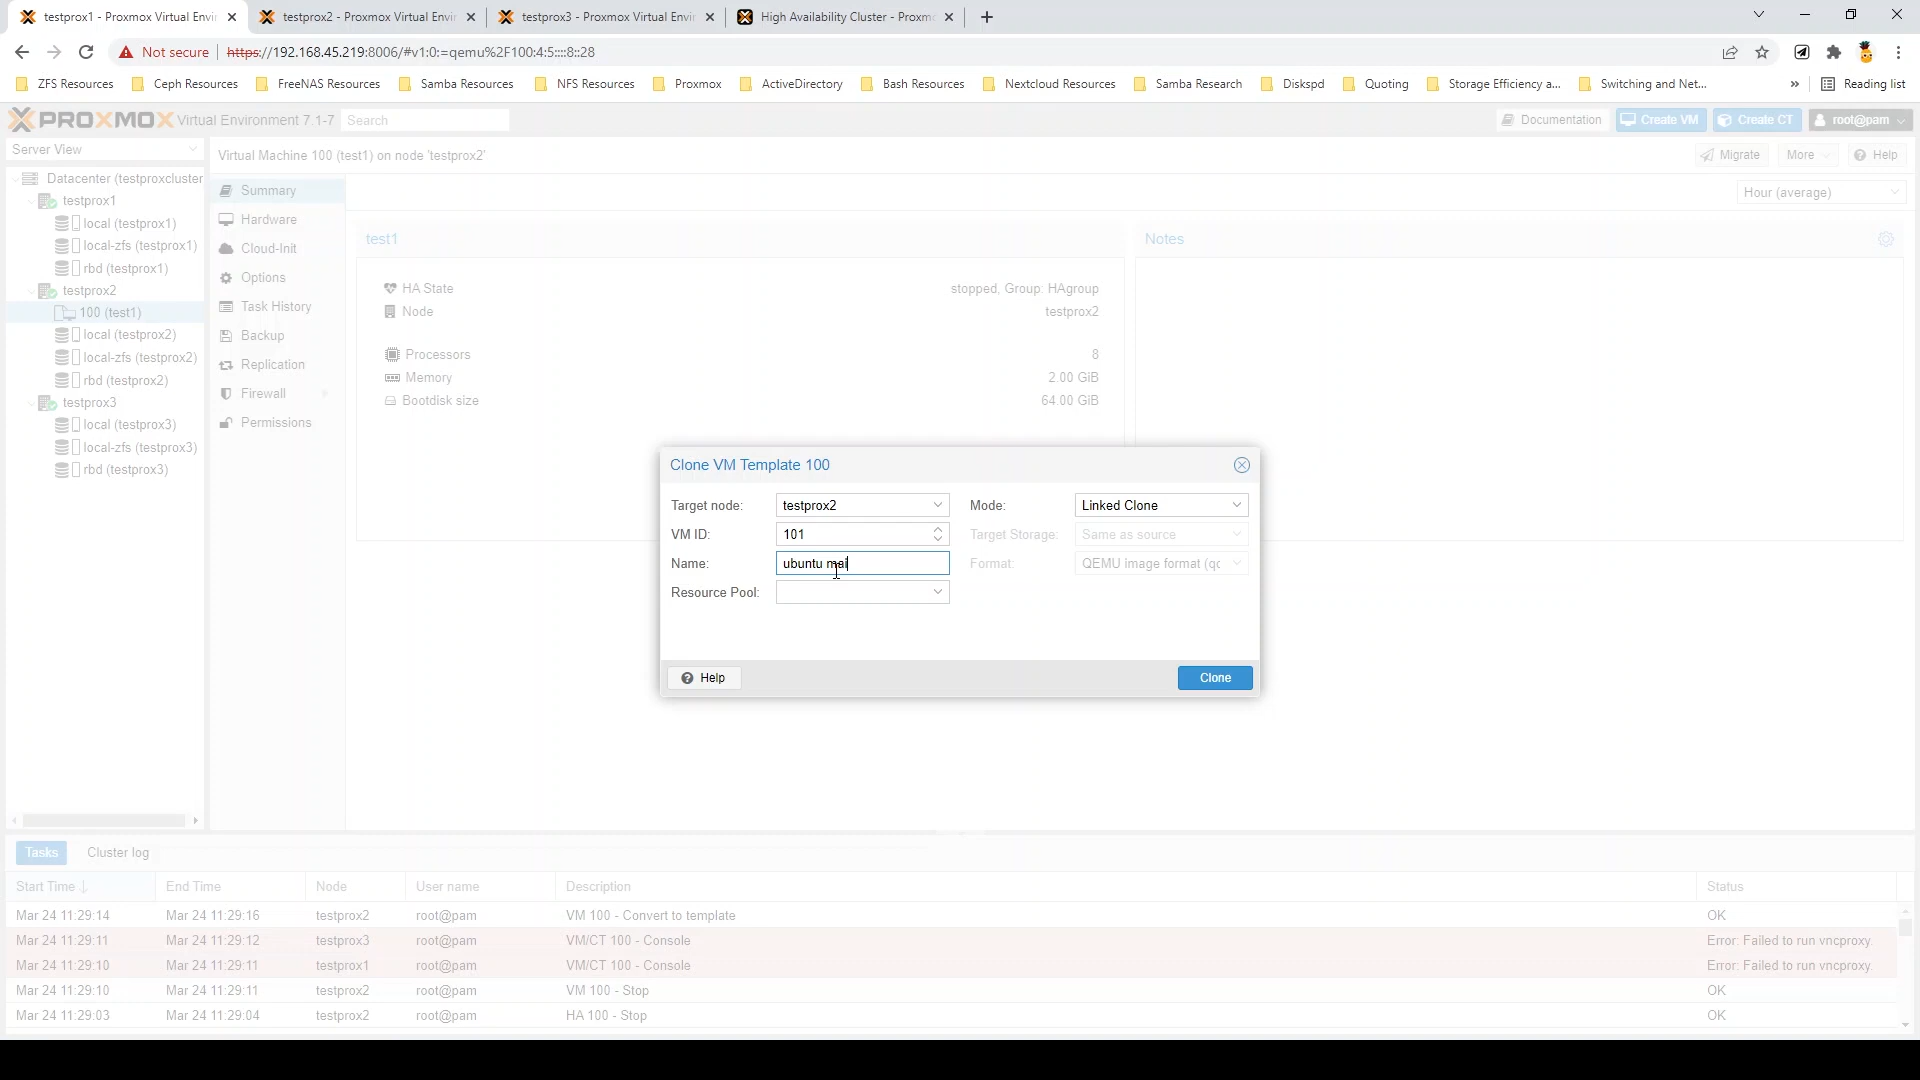 testprox1 - Proxmox Virtual Envir
testprox2 - Proxmox Virtual Envir
testprox3 - Proxmox Virtual Envir
High Availability Cluster - Proxmo
Not secure
https://192.168.45.219:8006/#v1:0:=qemu%2F100:4:5::::8::28
ZFS Resources
Ceph Resources
FreeNAS Resources
Samba Resources
NFS Resources
Proxmox
ActiveDirectory
Bash Resources
Nextcloud Resources
Samba Research
Diskspd
Quoting
Storage Efficiency a...
Switching and Net...
»
Reading list
PROXMOX Virtual Environment 7.1-7
Search
Documentation
Create VM
Create CT
root@pam
Server View
Virtual Machine 100 (test1) on node 'testprox2'
Migrate
More
Help
Datacenter (testproxcluster
testprox1
local (testprox1)
local-zfs (testprox1)
rbd (testprox1)
testprox2
100 (test1)
local (testprox2)
local-zfs (testprox2)
rbd (testprox2)
testprox3
local (testprox3)
local-zfs (testprox3)
rbd (testprox3)
Summary
Hardware
Cloud-Init
Options
Task History
Backup
Replication
Firewall
Permissions
Hour (average)
test1
Notes
HA State
stopped, Group: HAgroup
Node
testprox2
Processors
8
Memory
2.00 GiB
Bootdisk size
64.00 GiB
Clone VM Template 100
Target node:
testprox2
Mode:
Linked Clone
VM ID:
101
Target Storage:
Same as source
Name:
ubuntu mai
Format:
QEMU image format (qc
Resource Pool:
Help
Clone
Tasks
Cluster log
Start Time
End Time
Node
User name
Description
Status
Mar 24 11:29:14
Mar 24 11:29:16
testprox2
root@pam
VM 100 - Convert to template
OK
Mar 24 11:29:11
Mar 24 11:29:12
testprox3
root@pam
VM/CT 100 - Console
Error: Failed to run vncproxy.
Mar 24 11:29:10
Mar 24 11:29:11
testprox1
root@pam
VM/CT 100 - Console
Error: Failed to run vncproxy.
Mar 24 11:29:10
Mar 24 11:29:11
testprox2
root@pam
VM 100 - Stop
OK
Mar 24 11:29:03
Mar 24 11:29:04
testprox2
root@pam
HA 100 - Stop
OK